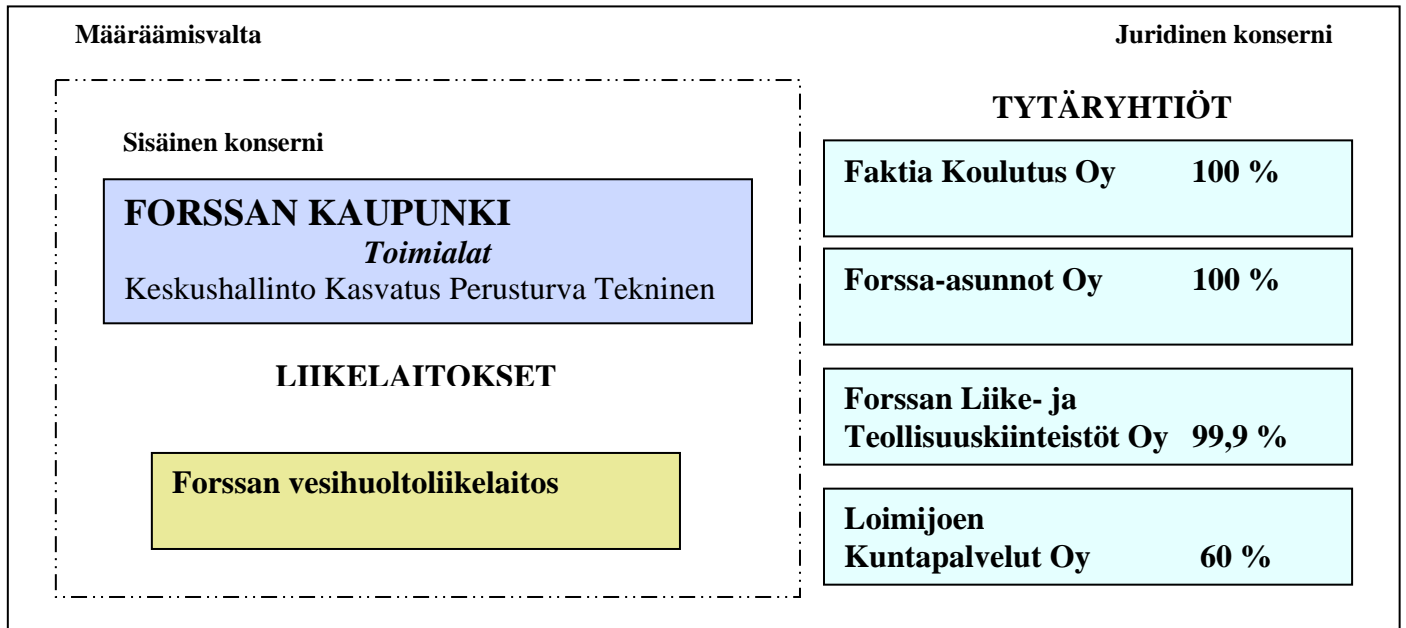 Määräämisvalta
Juridinen konserni
Sisäinen konserni
FORSSAN KAUPUNKI
Toimialat
Keskushallinto Kasvatus Perusturva Tekninen
LIIKELAITOKSET
Forssan vesihuoltoliikelaitos
TYTÄRYHTIÖT
Faktia Koulutus Oy 100 %
Forssa-asunnot Oy 100 %
Forssan Liike- ja
Teollisuuskiinteistöt Oy 99,9 %
Loimijoen
Kuntapalvelut Oy 60 %